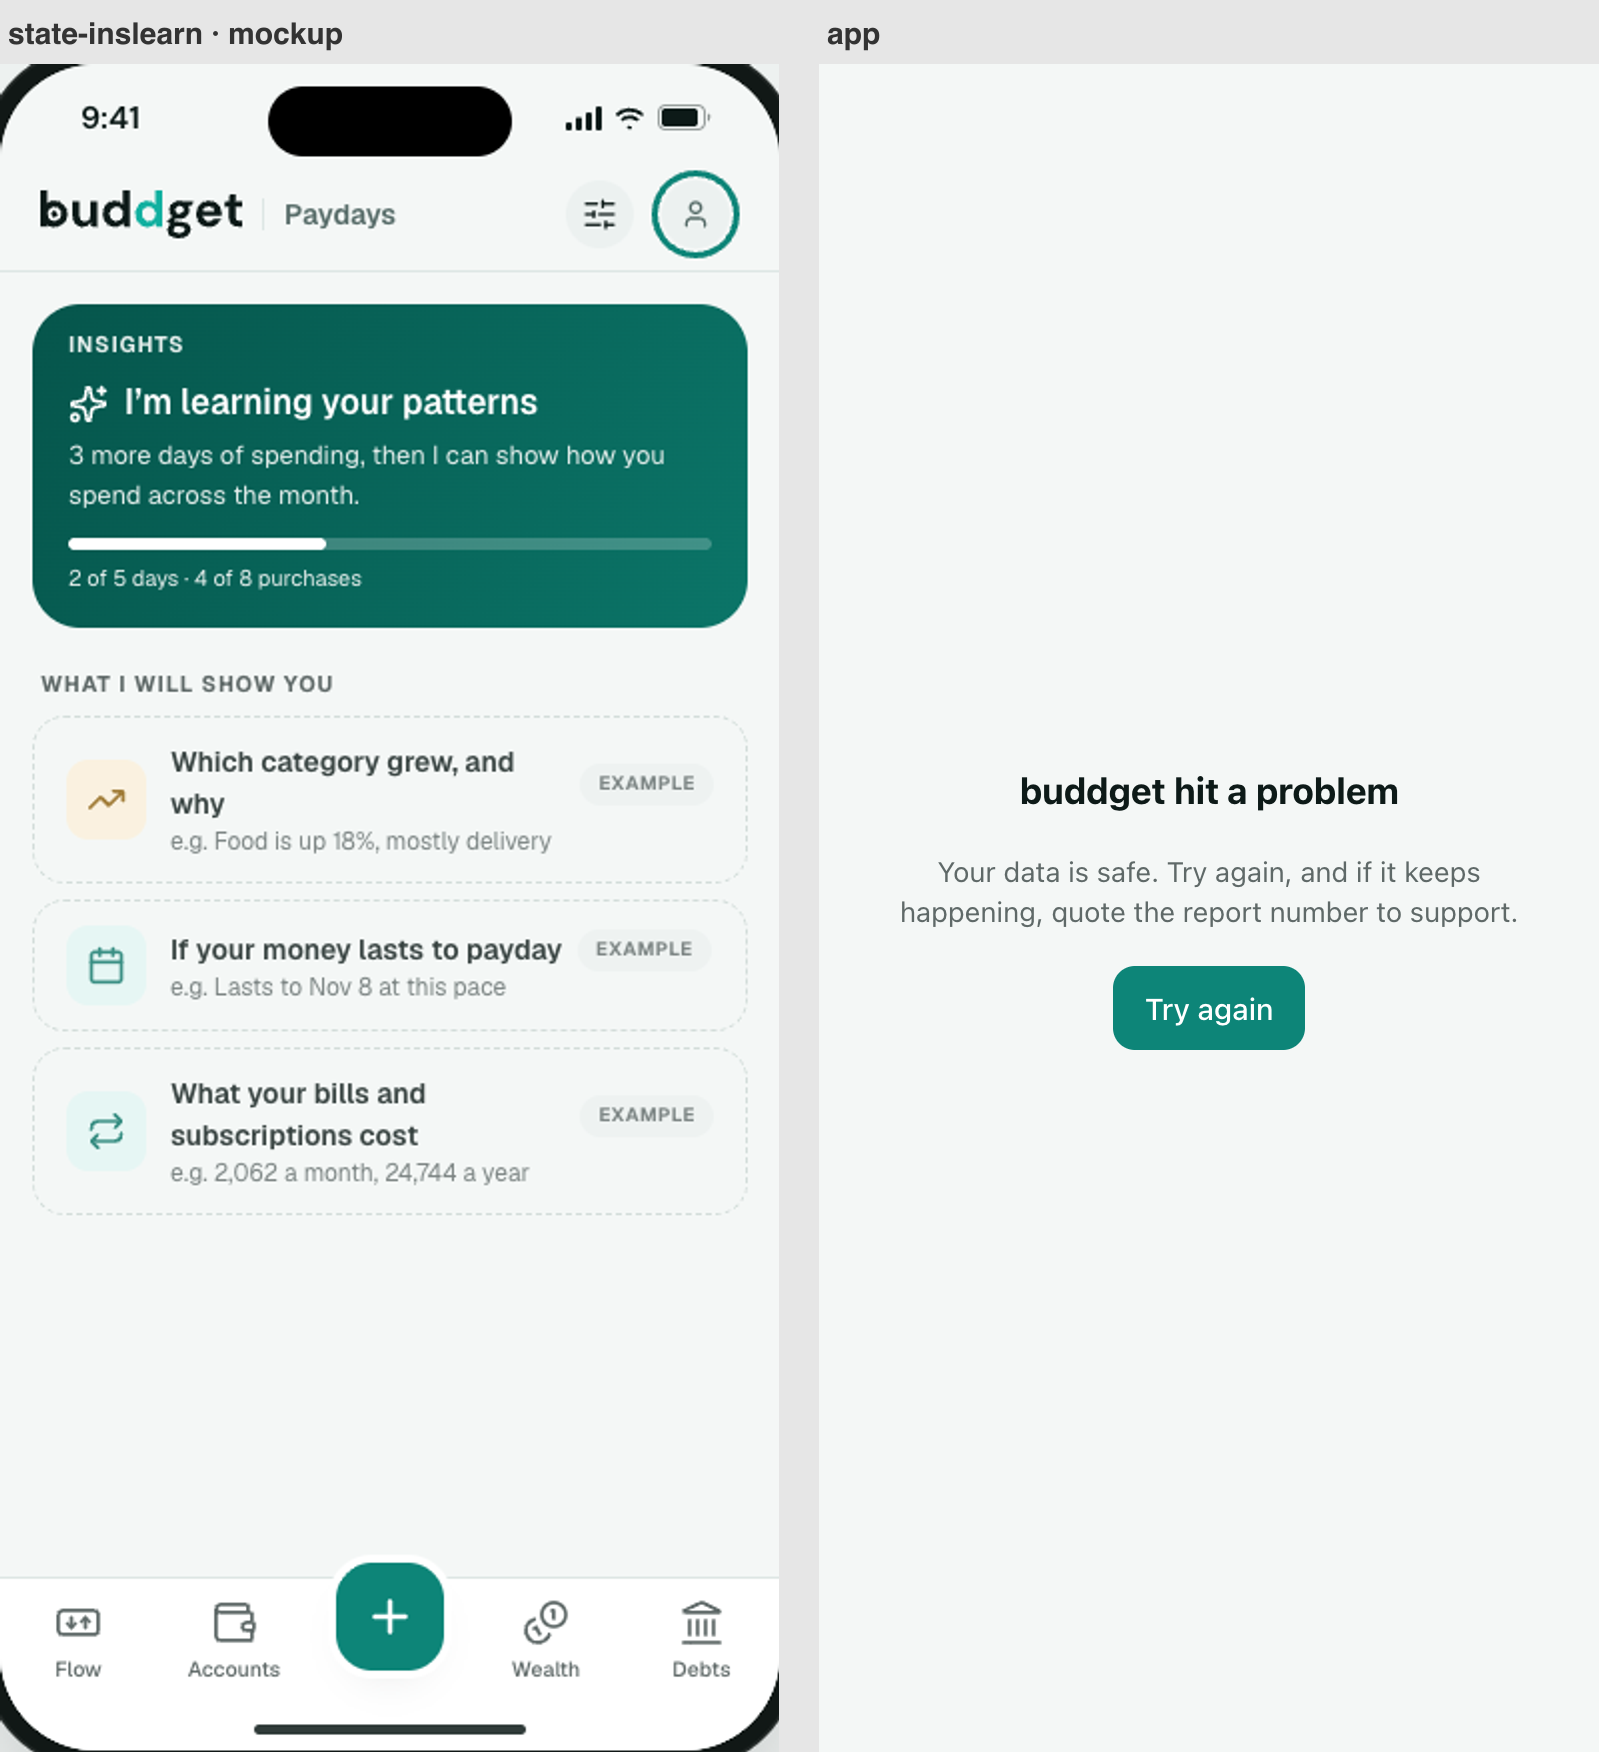 state-inslearn · mockup
9:41
buddget
Paydays
INSIGHTS
I’m learning your patterns
3 more days of spending, then I can show how you
spend across the month.
2 of 5 days · 4 of 8 purchases
WHAT I WILL SHOW YOU
Which category grew, and
why
EXAMPLE
e.g. Food is up 18%, mostly delivery
If your money lasts to payday
EXAMPLE
e.g. Lasts to Nov 8 at this pace
What your bills and
subscriptions cost
EXAMPLE
e.g. 2,062 a month, 24,744 a year
Flow
Accounts
Wealth
Debts
app
buddget hit a problem
Your data is safe. Try again, and if it keeps
happening, quote the report number to support.
Try again